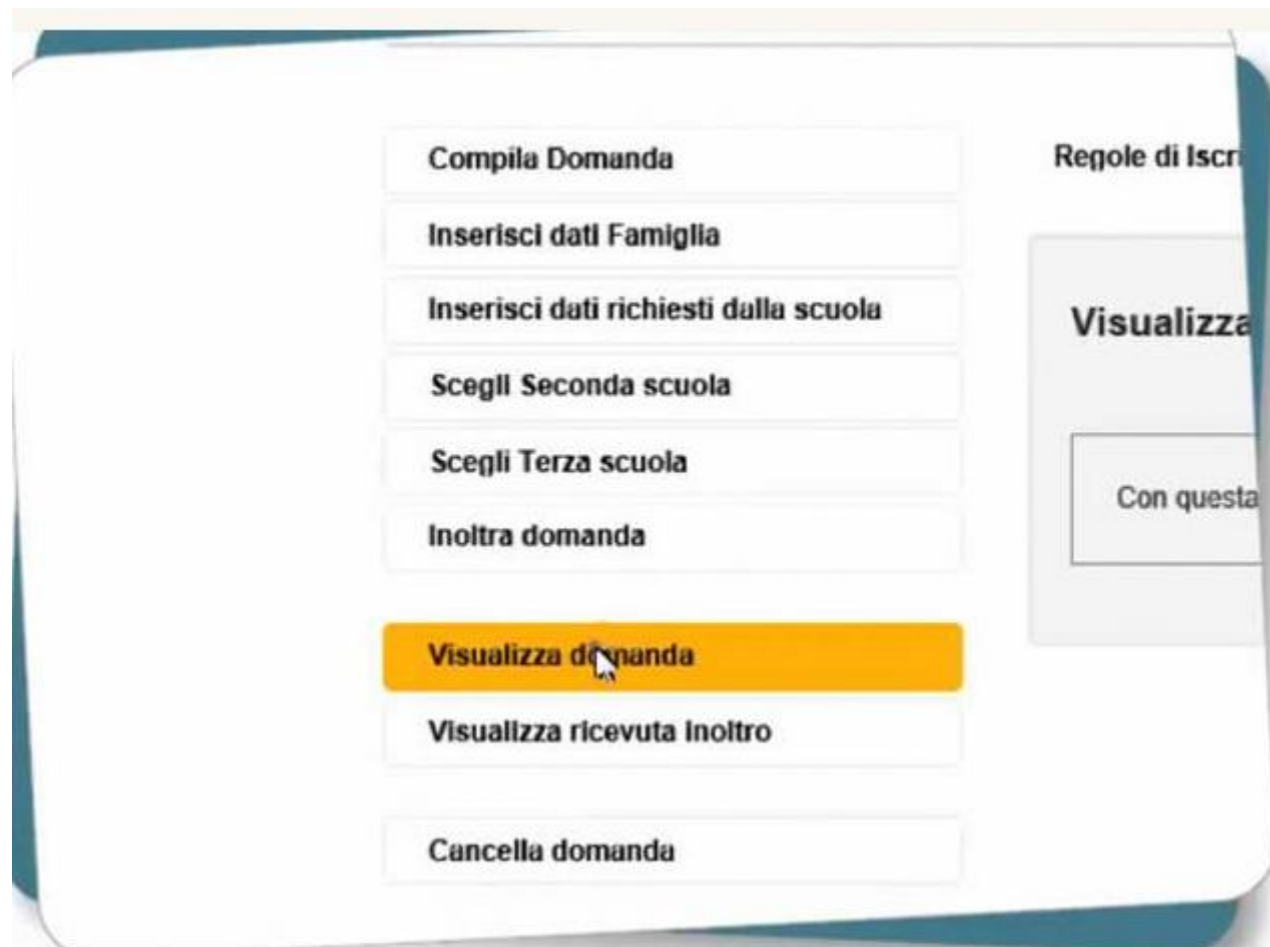 Compila Domanda
Inserisci dati Famiglia
Inserisci dati richiesti dalla scuola
Scegli Seconda scuola
Scegli Terza scuola
Inoltra domanda
Visualizza domanda
Visualizza ricevuta Inoltro
Cancella domanda
Regole di Iscri
Visualizza
Con questa